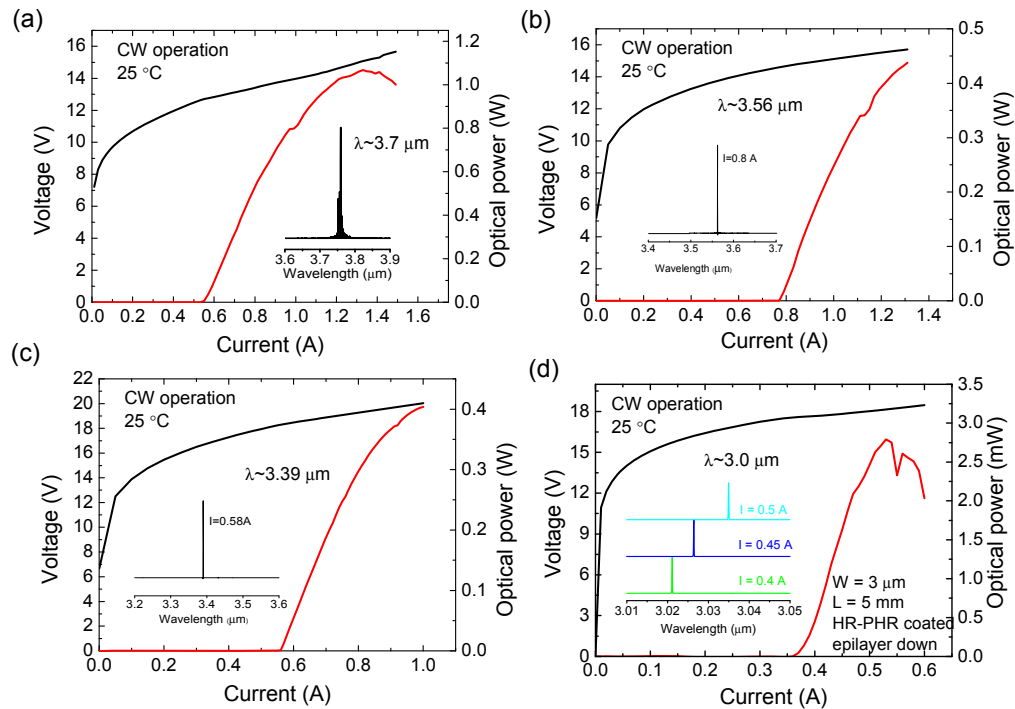 (a)
CW operation
25 °C
λ~3.7 μm
16
14
12
10
8
6
4
2
0
Voltage (V)
1.2
1.0
0.8
0.6
0.4
0.2
0.0
Optical power (W)
3.6 3.7 3.8 3.9
Wavelength (μm)
0.0 0.2 0.4 0.6 0.8 1.0 1.2 1.4 1.6
Current (A)
(b)
CW operation
25 °C
λ~3.56 μm
I=0.8 A
16
14
12
10
8
6
4
2
0
Voltage (V)
0.5
0.4
0.3
0.2
0.1
0.0
Optical power (W)
3.4 3.5 3.6 3.7
Wavelength (μm)
0.0 0.2 0.4 0.6 0.8 1.0 1.2 1.4
Current (A)
(c)
CW operation
25 °C
λ~3.39 μm
I=0.58A
22
20
18
16
14
12
10
8
6
4
2
0
Voltage (V)
0.4
0.3
0.2
0.1
0.0
Optical power (W)
3.2 3.3 3.4 3.5 3.6
Wavelength (μm)
0.0 0.2 0.4 0.6 0.8 1.0
Current (A)
(d)
CW operation
25 °C
λ~3.0 μm
I = 0.5 A
I = 0.45 A
I = 0.4 A
18
15
12
9
6
3
0
Voltage (V)
3.5
3.0
2.5
2.0
1.5
1.0
0.5
0.0
Optical power (mW)
3.01 3.02 3.03 3.04 3.05
Wavelength (μm)
W = 3 μm
L = 5 mm
HR-PHR coated
epilayer down
0.0 0.1 0.2 0.3 0.4 0.5 0.6
Current (A)